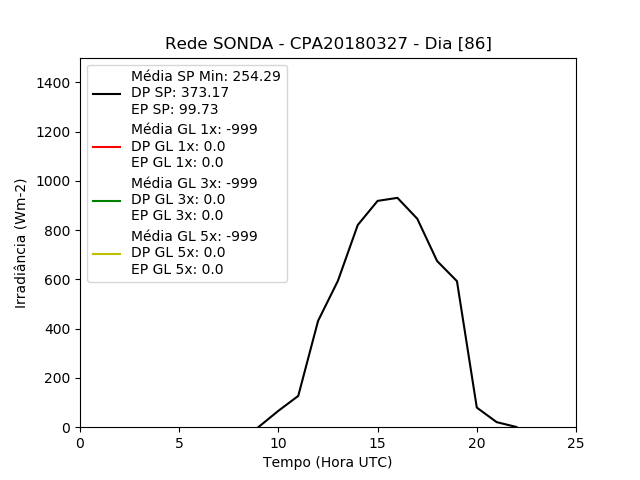 Rede SONDA - CPA20180327 - Dia [86]
Média SP Min: 254.29
DP SP: 373.17
EP SP: 99.73
Média GL 1x: -999
DP GL 1x: 0.0
EP GL 1x: 0.0
Média GL 3x: -999
DP GL 3x: 0.0
EP GL 3x: 0.0
Média GL 5x: -999
DP GL 5x: 0.0
EP GL 5x: 0.0
Irradiância (Wm-2)
1400
1200
1000
800
600
400
200
0
0 5 10 15 20 25
Tempo (Hora UTC)